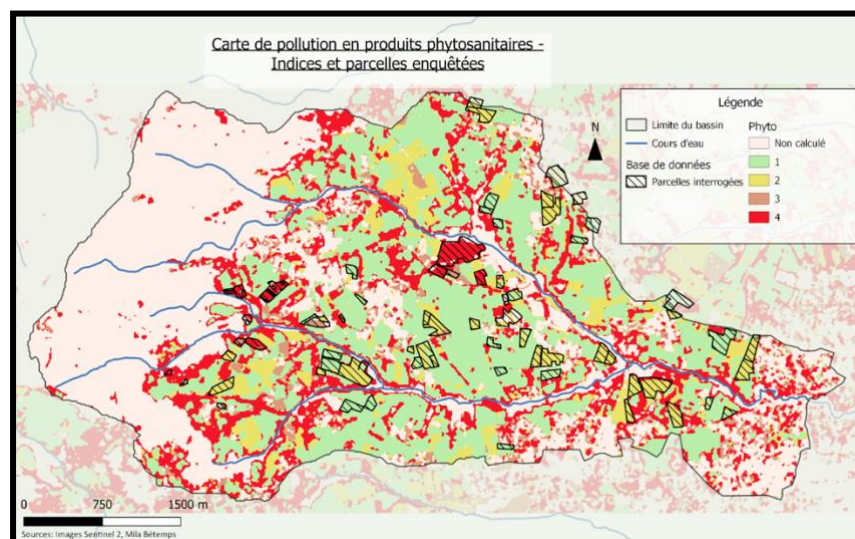 Carte de pollution en produits phytosanitaires -
Indices et parcelles enquêtées
Légende
Limite du bassin
Cours d'eau
Base de données
Parcelles interrogées
Phyto
Non calculé
1
2
3
4
N
0 750 1500 m
Sources: Images Sentinel 2, Mila Bétemps